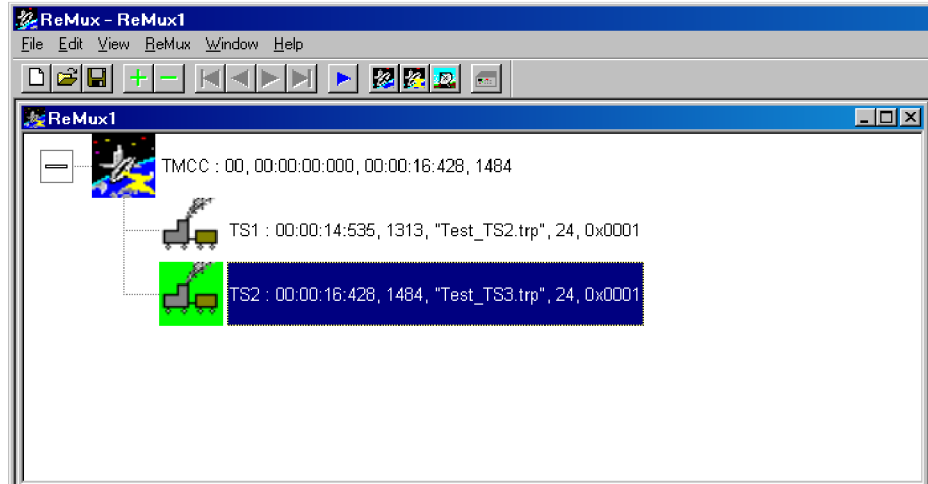 ReMux - ReMux1
File Edit View ReMux Window Help
ReMux1
TMCC : 00, 00:00:00:000, 00:00:16:428, 1484
TS1 : 00:00:14:535, 1313, "Test_TS2.trp", 24, 0x0001
TS2 : 00:00:16:428, 1484, "Test_TS3.trp", 24, 0x0001